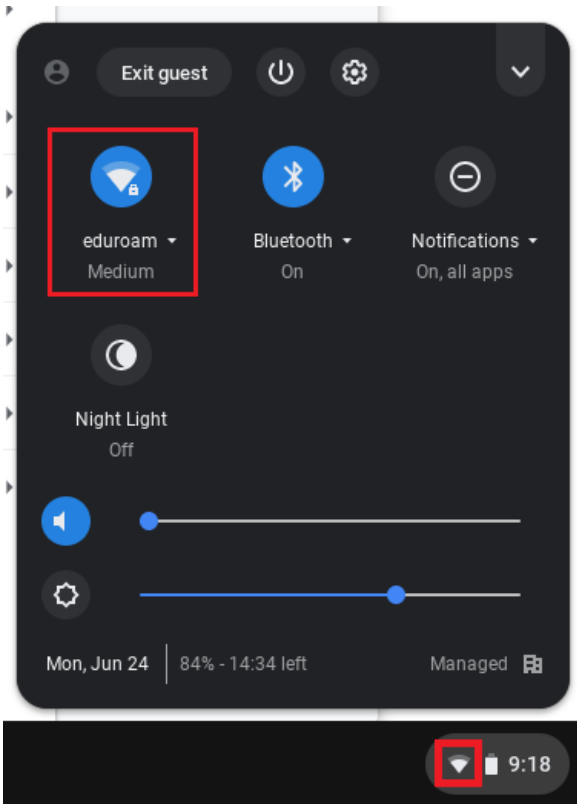 Exit guest
eduroam Bluetooth Notifications
Medium On On, all apps
Night Light
Off
Mon, Jun 24 84% - 14:34 left Managed
9:18